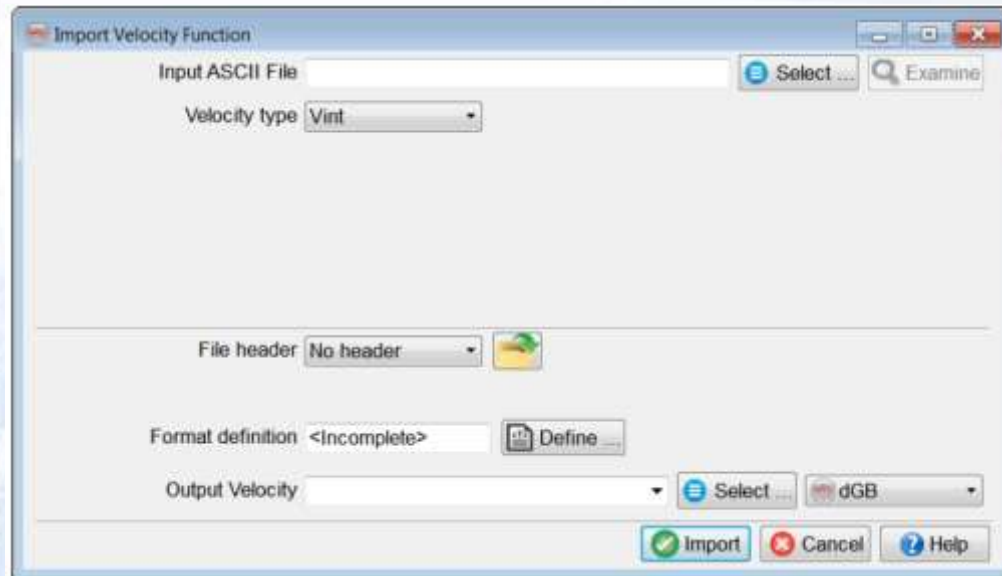 Import Velocity Function
Input ASCII File Select ... Examine
Velocity type Vint
File header No header
Format definition <Incomplete> Define ...
Output Velocity Select ... dGB
Import Cancel Help